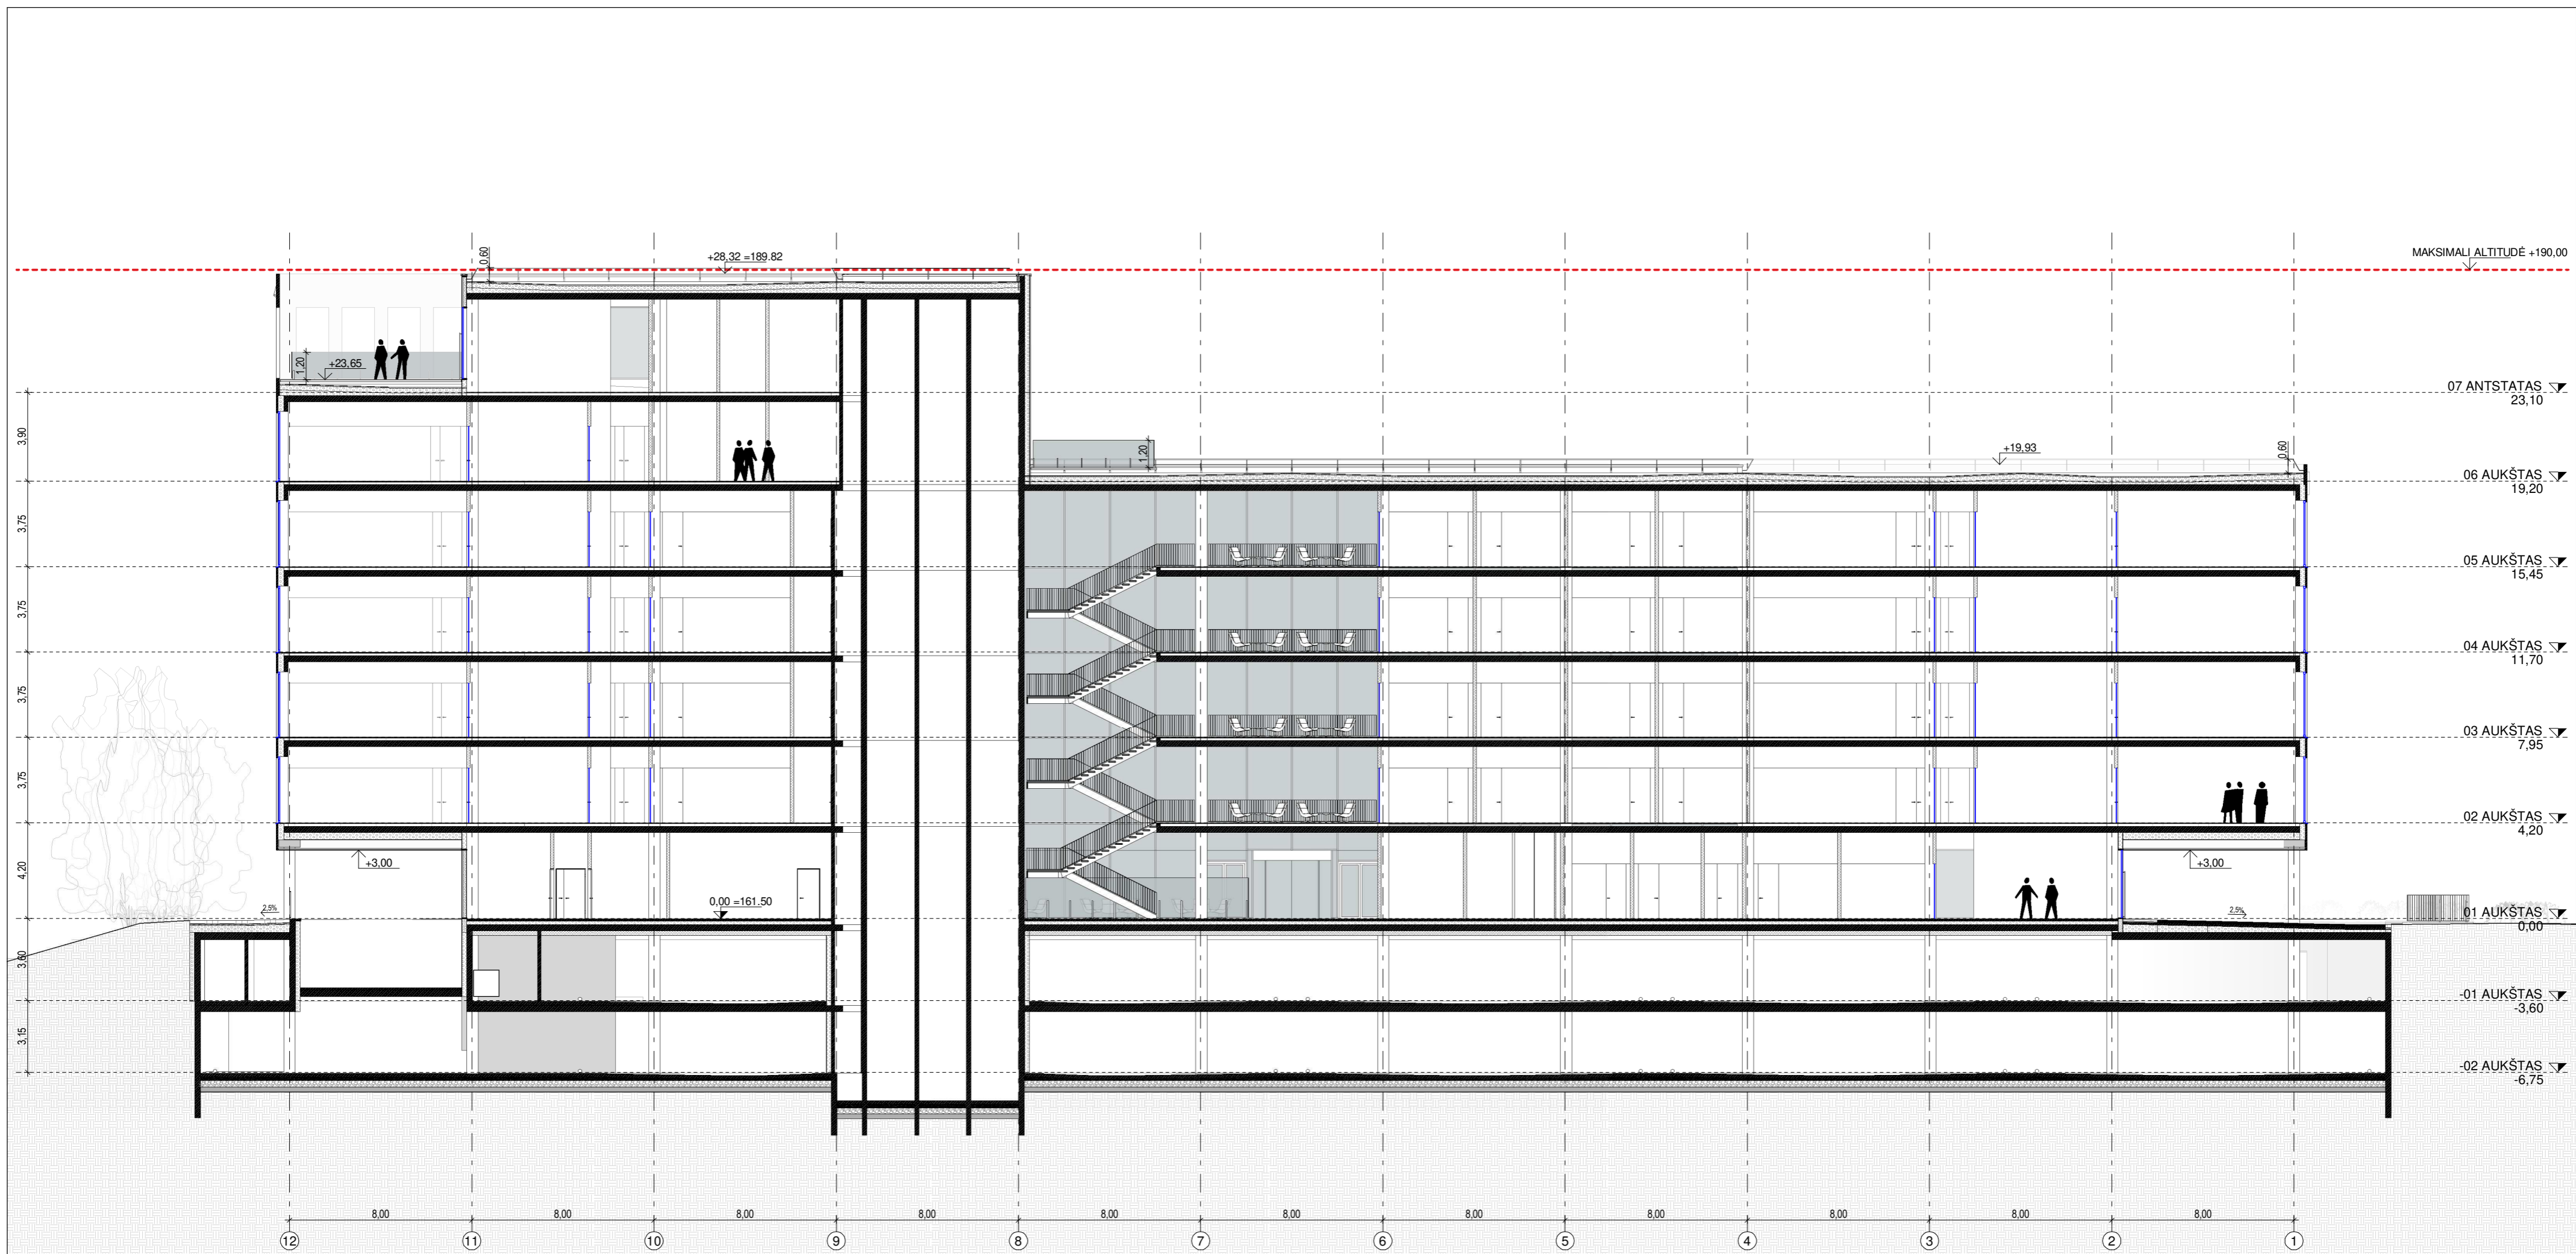 MAKSIMALI ALTITUDĖ +190,00
0,60
+28,32 =189.82
1,20
+23,65
07 ANTSTATAS
23,10
3,90
1,20
+19,93
0,60
06 AUKŠTAS
19,20
3,75
05 AUKŠTAS
15,45
3,75
04 AUKŠTAS
11,70
3,75
03 AUKŠTAS
7,95
3,75
02 AUKŠTAS
4,20
4,20
+3,00
+3,00
2,5%
0,00 =161.50
2,5%
01 AUKŠTAS
0,00
3,60
-01 AUKŠTAS
-3,60
3,15
-02 AUKŠTAS
-6,75
8,00 8,00 8,00 8,00 8,00 8,00 8,00 8,00 8,00 8,00 8,00
12 11 10 9 8 7 6 5 4 3 2 1